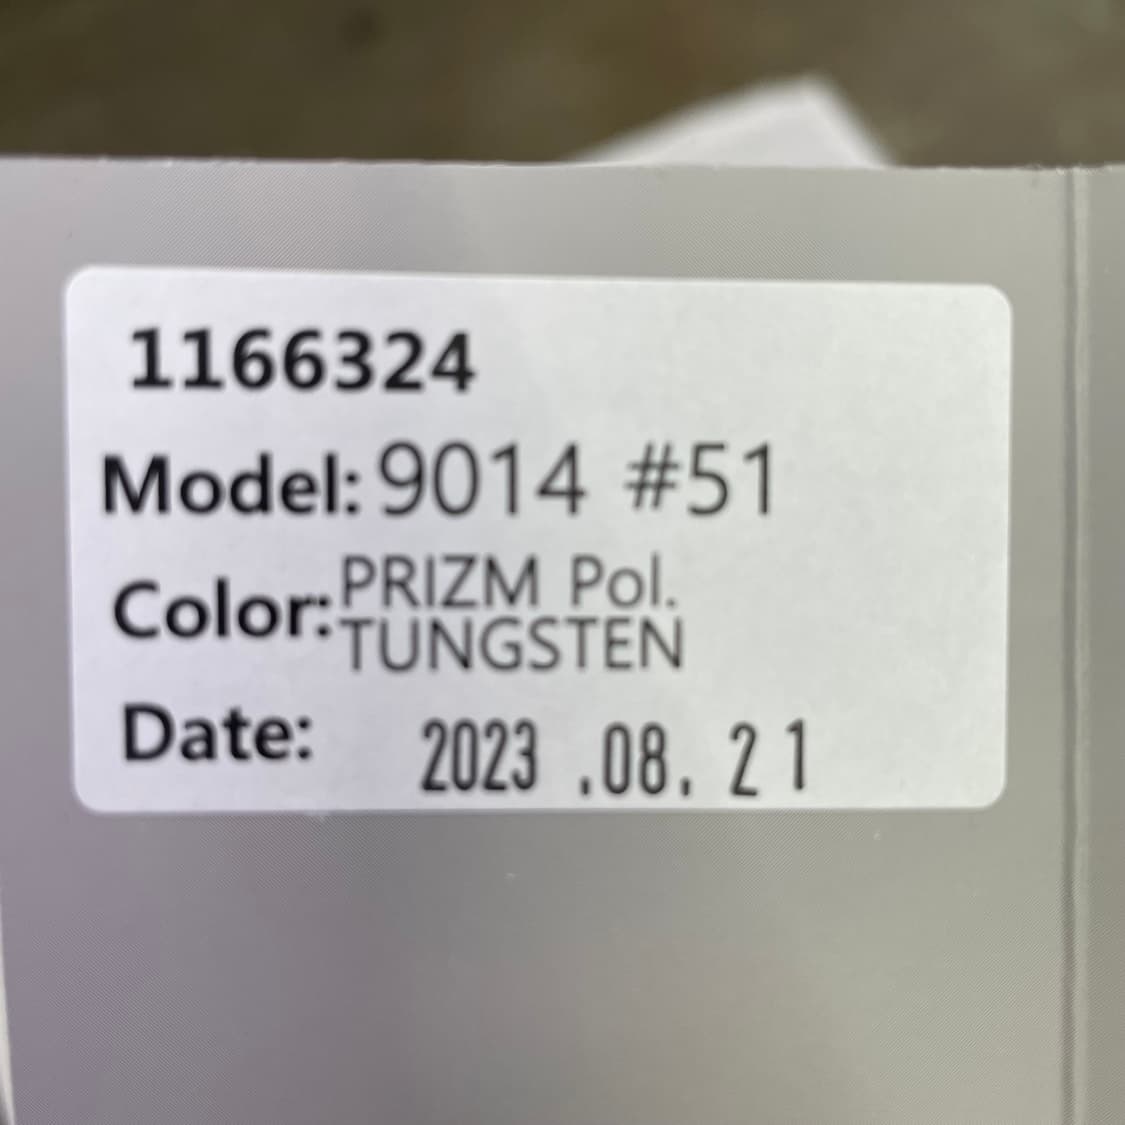 1166324
Model: 9014 #51
Color: PRIZM Pol.
TUNGSTEN
Date: 2023 .08. 21